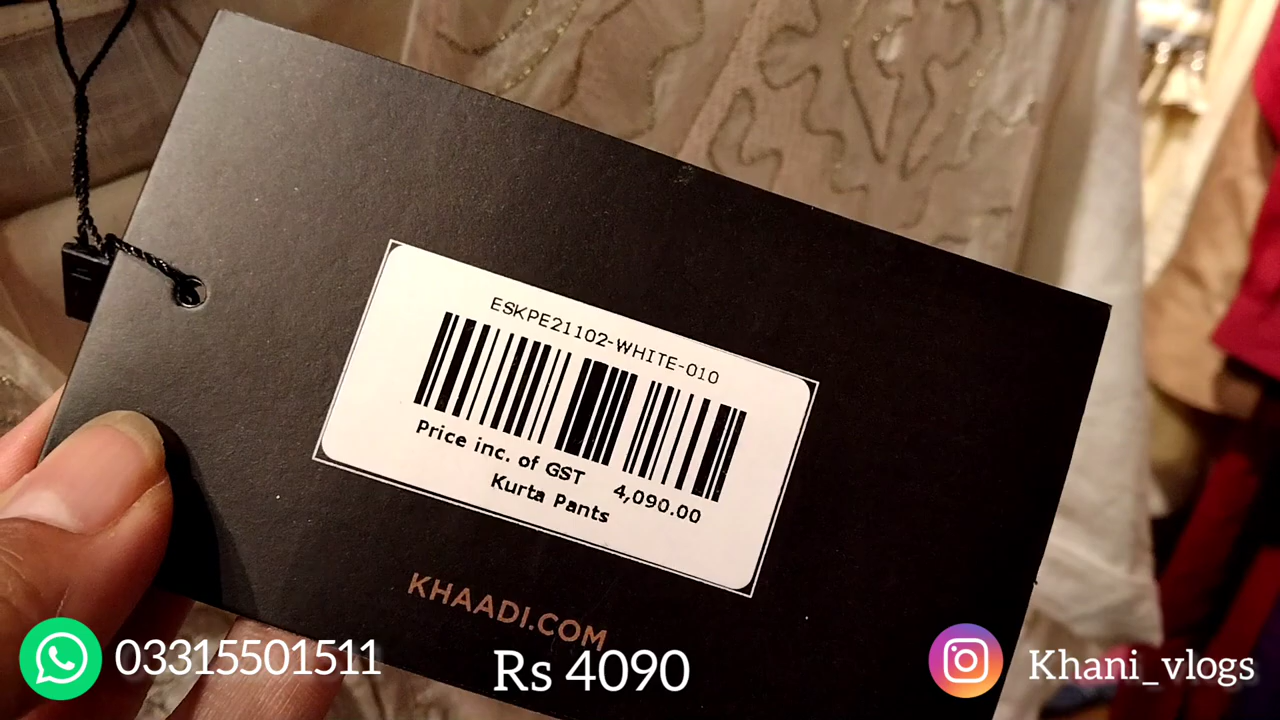 ESKPE21102-WHITE-010
Price inc. of GST 4,090.00
Kurta Pants
KHAADI.COM
03315501511
Rs 4090
Khani_vlogs